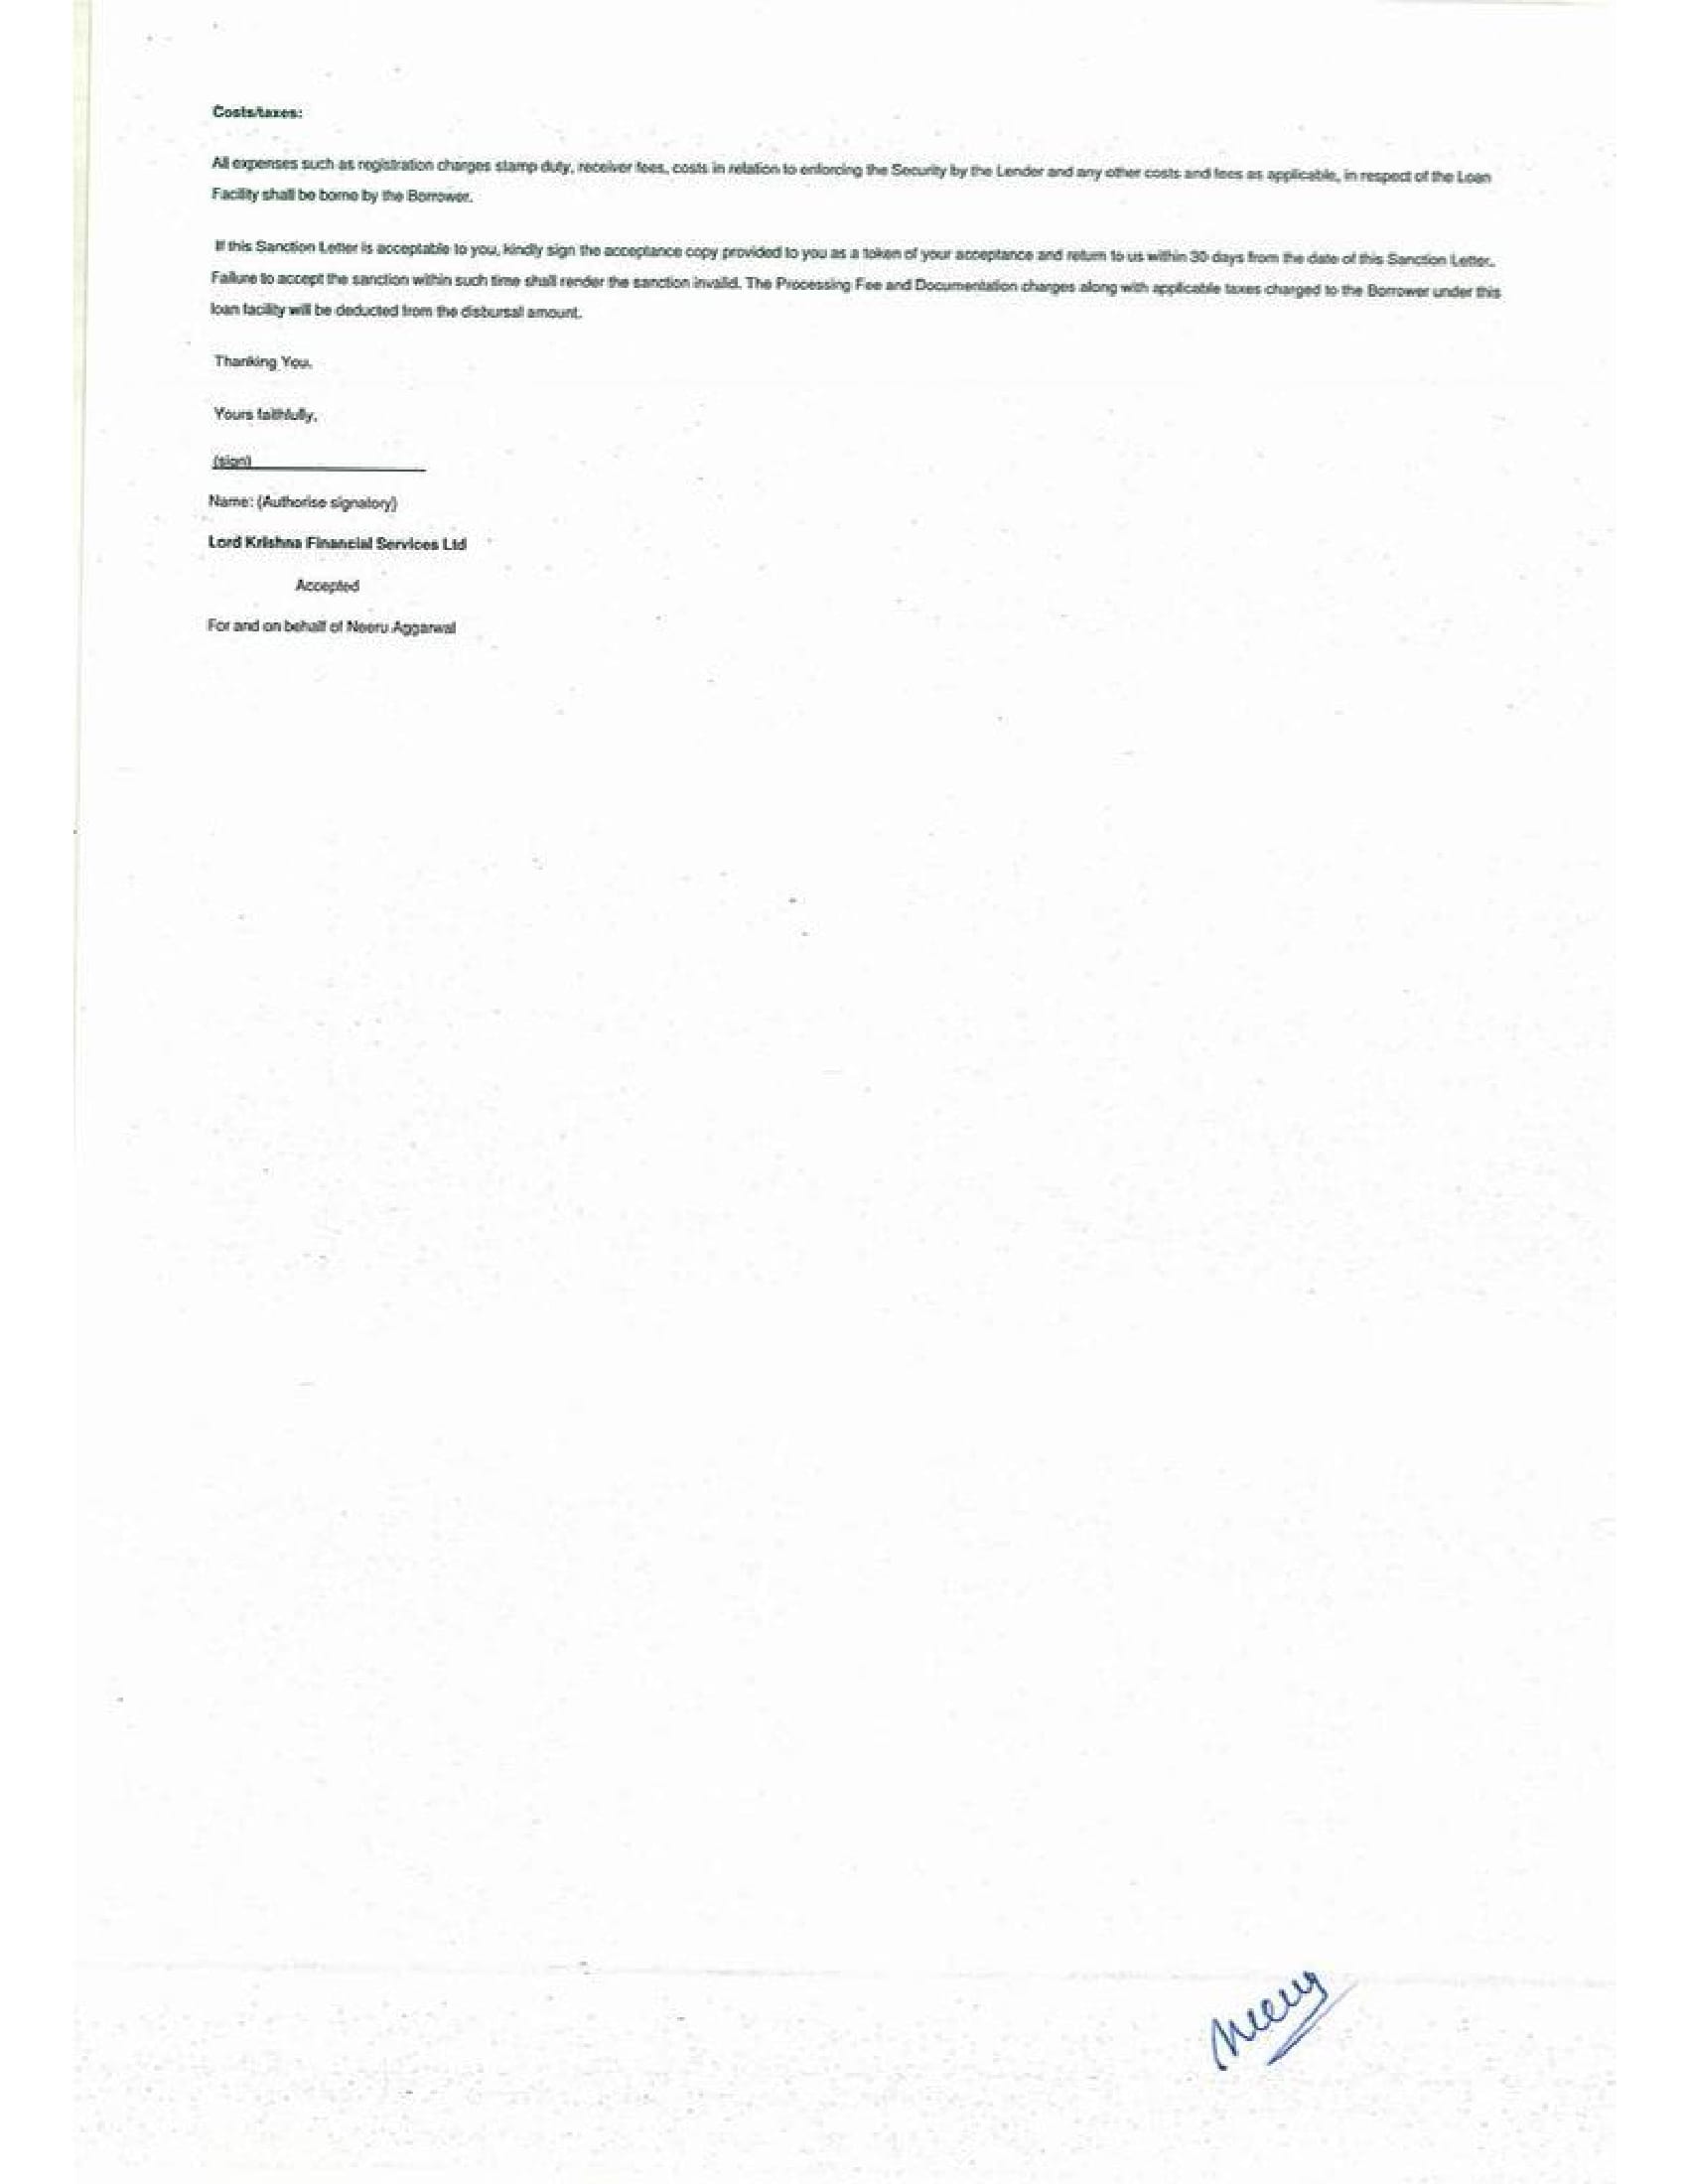 Costs/taxes:
All expenses such as registration charges stamp duty, receiver fees, costs in relation to enforcing the Security by the Lender and any other costs and fees as applicable, in respect of the Loan
Facility shall be borne by the Borrower.
If this Sanction Letter is acceptable to you, kindly sign the acceptance copy provided to you as a token of your acceptance and return to us within 30 days from the date of this Sanction Letter.
Failure to accept the sanction within such time shall render the sanction invalid. The Processing Fee and Documentation charges along with applicable taxes charged to the Borrower under this
loan facility will be deducted from the disbursal amount.
Thanking You.
Yours faithfully,
(sign)
Name: (Authorise signatory)
Lord Krishna Financial Services Ltd
Accepted
For and on behalf of Neeru Aggarwal
Neeru